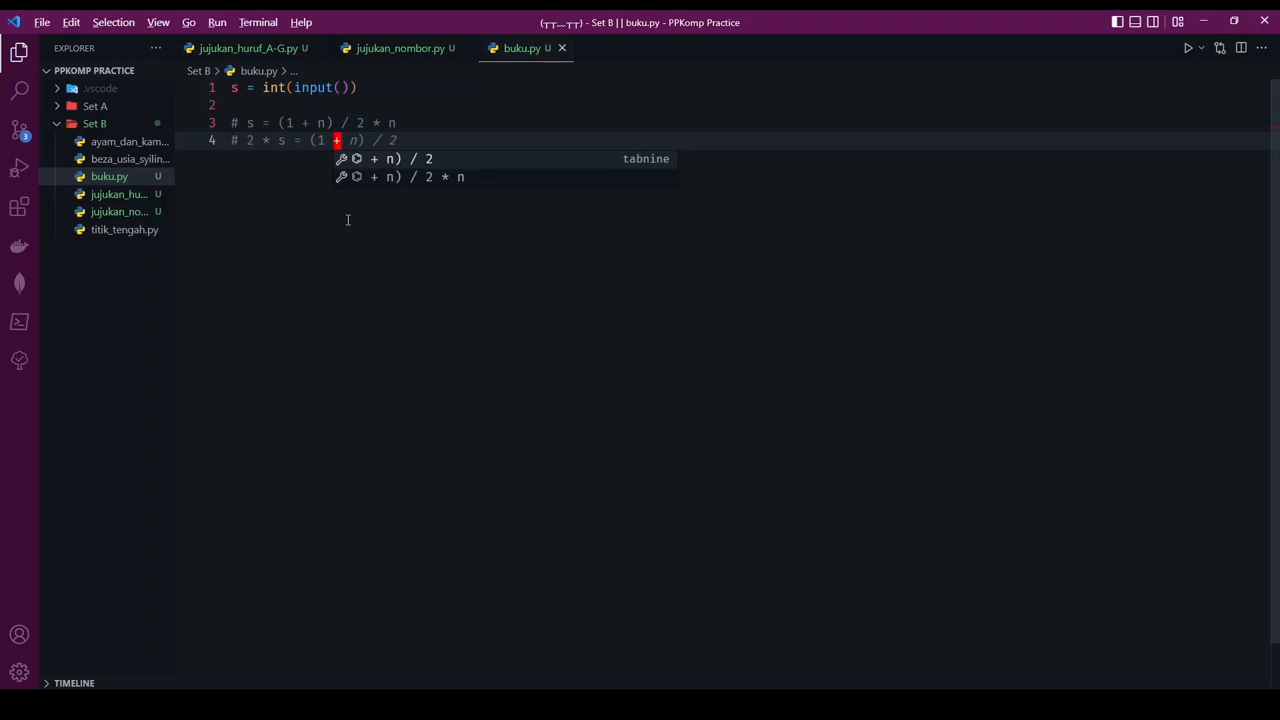 File Edit Selection View Go Run Terminal Help
(┬┬﹏┬┬) - Set B || buku.py - PPKomp Practice
EXPLORER
jujukan_huruf_A-G.py U
jujukan_nombor.py U
buku.py U
PPKOMP PRACTICE
Set B > buku.py > ...
.vscode
Set A
Set B
ayam_dan_kam...
beza_usia_syilin...
buku.py U
jujukan_hu... U
jujukan_no... U
titik_tengah.py
3
1 s = int(input())
2
3 # s = (1 + n) / 2 * n
4 # 2 * s = (1 + n) / 2
+ n) / 2 tabnine
+ n) / 2 * n
TIMELINE